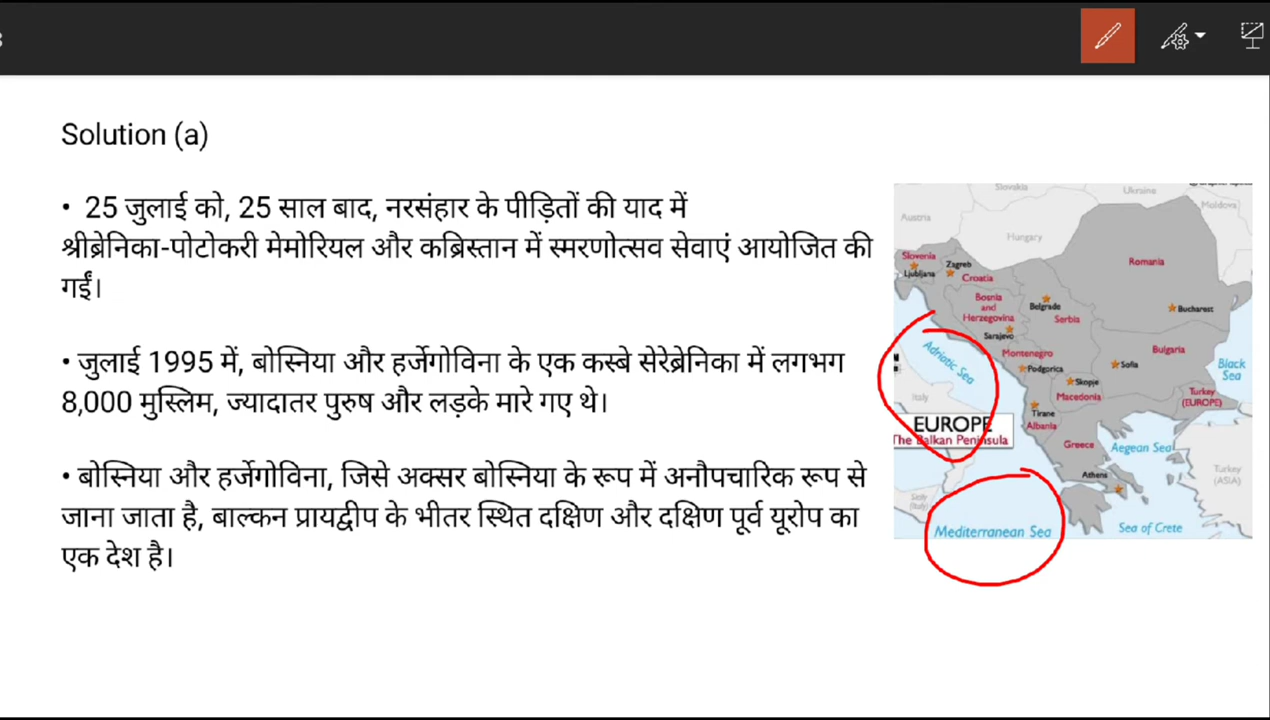 Solution (a)
• 25 जुलाई को, 25 साल बाद, नरसंहार के पीड़ितों की याद में
श्रीब्रेनिका-पोटोकरी मेमोरियल और कब्रिस्तान में स्मरणोत्सव सेवाएं आयोजित की
गईं।
• जुलाई 1995 में, बोस्निया और हर्जेगोविना के एक कस्बे सेरेब्रेनिका में लगभग
8,000 मुस्लिम, ज्यादातर पुरुष और लड़के मारे गए थे।
• बोस्निया और हर्जेगोविना, जिसे अक्सर बोस्निया के रूप में अनौपचारिक रूप से
जाना जाता है, बाल्कन प्रायद्वीप के भीतर स्थित दक्षिण और दक्षिण पूर्व यूरोप का
एक देश है।
Slovakia
Ukraine
Moldova
Austria
Hungary
Romania
Slovenia
Ljubljana
Zagreb
Croatia
Bosnia
and
Herzegovina
Belgrade
Serbia
Bucharest
Sarajevo
Montenegro
Podgorica
Sofia
Bulgaria
Black
Sea
Adriatic Sea
Skopje
Macedonia
Turkey
(EUROPE)
Italy
Tirane
Albania
EUROPE
The Balkan Peninsula
Greece
Aegean Sea
Athens
Turkey
(ASIA)
Sicily
(Italy)
Mediterranean Sea
Sea of Crete